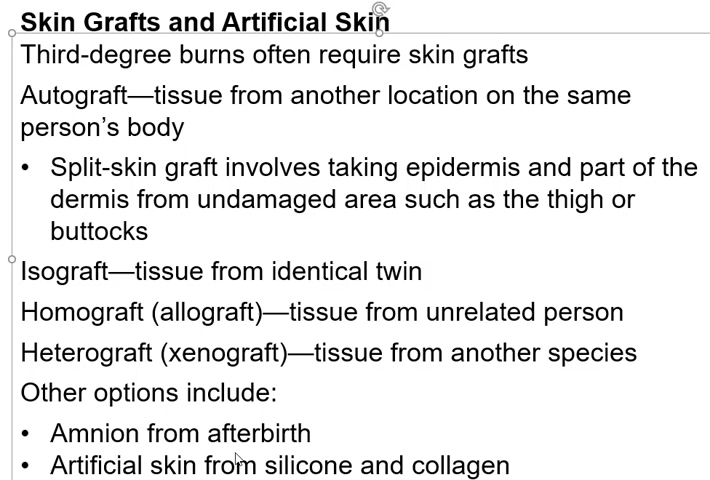 Skin Grafts and Artificial Skin
Third-degree burns often require skin grafts
Autograft—tissue from another location on the same
person’s body
• Split-skin graft involves taking epidermis and part of the
dermis from undamaged area such as the thigh or
buttocks
Isograft—tissue from identical twin
Homograft (allograft)—tissue from unrelated person
Heterograft (xenograft)—tissue from another species
Other options include:
• Amnion from afterbirth
• Artificial skin from silicone and collagen